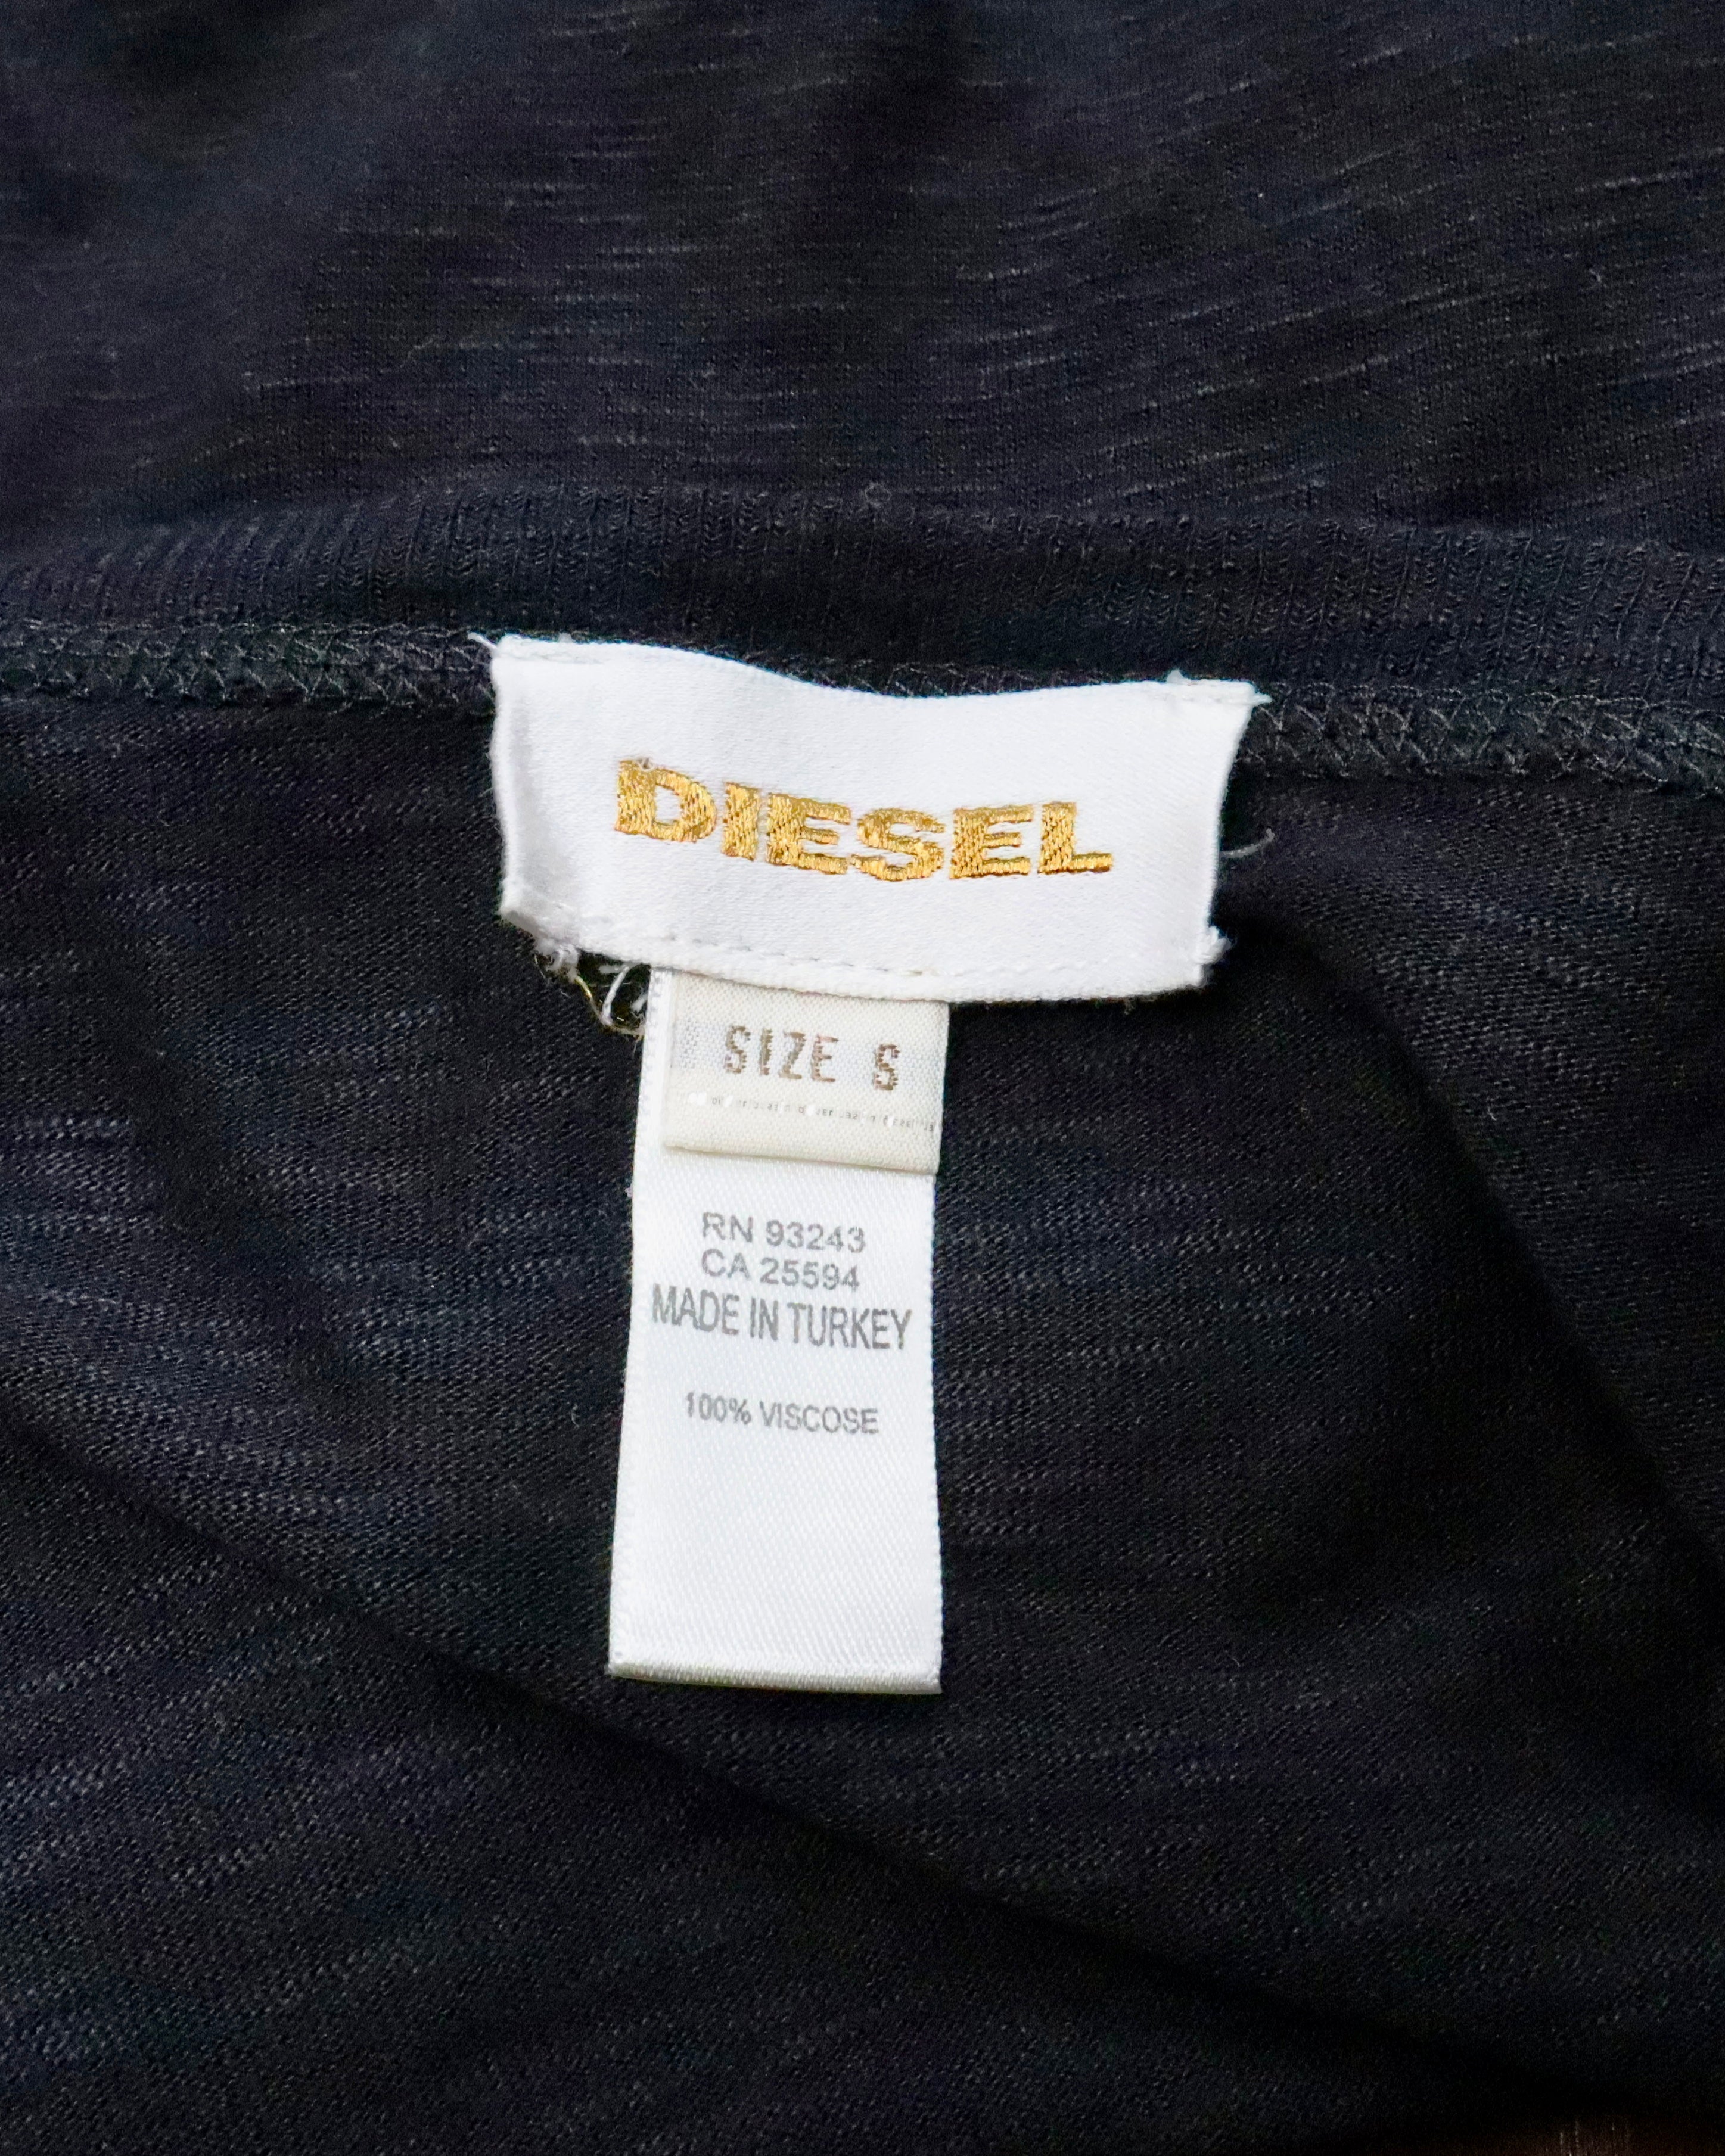 DIESEL
SIZE S
RN 93243
CA 25594
MADE IN TURKEY
100% VISCOSE